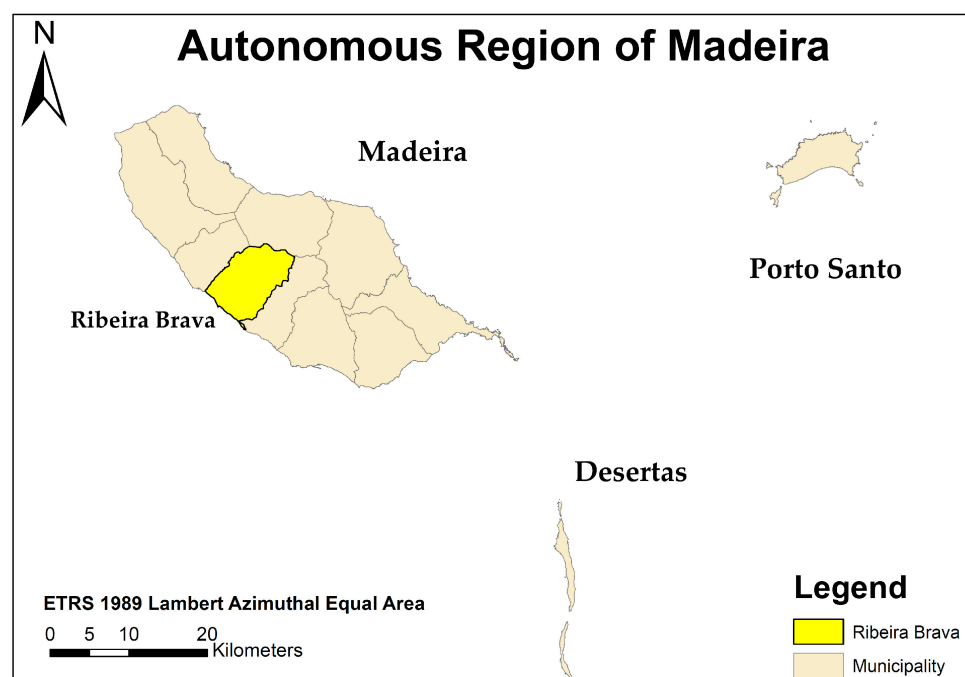 Autonomous Region of Madeira
N
Madeira
Porto Santo
Ribeira Brava
Desertas
ETRS 1989 Lambert Azimuthal Equal Area
0 5 10 20
Kilometers
Legend
Ribeira Brava
Municipality